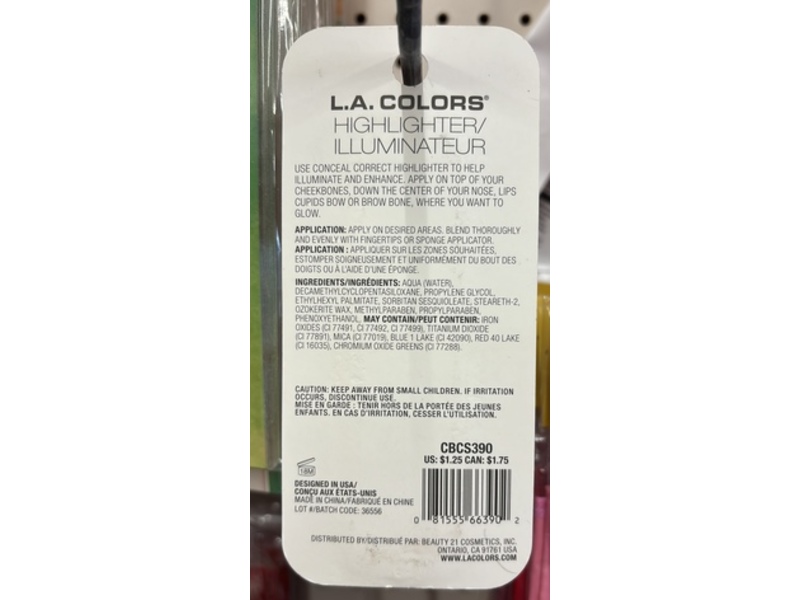 L.A. COLORS®
HIGHLIGHTER/
ILLUMINATEUR
USE CONCEAL CORRECT HIGHLIGHTER TO HELP
ILLUMINATE AND ENHANCE. APPLY ON TOP OF YOUR
CHEEKBONES, DOWN THE CENTER OF YOUR NOSE, LIPS
CUPIDS BOW OR BROW BONE, WHERE YOU WANT TO
GLOW.
APPLICATION: APPLY ON DESIRED AREAS. BLEND THOROUGHLY
AND EVENLY WITH FINGERTIPS OR SPONGE APPLICATOR.
APPLICATION : APPLIQUER SUR LES ZONES SOUHAITÉES,
ESTOMPER SOIGNEUSEMENT ET UNIFORMÉMENT DU BOUT DES
DOIGTS OU À L'AIDE D'UNE ÉPONGE.
INGREDIENTS/INGRÉDIENTS: AQUA (WATER),
DECAMETHYLCYCLOPENTASILOXANE, PROPYLENE GLYCOL,
ETHYLHEXYL PALMITATE, SORBITAN SESQUIOLEATE, STEARETH-2,
OZOKERITE WAX, METHYLPARABEN, PROPYLPARABEN,
PHENOXYETHANOL. MAY CONTAIN/PEUT CONTENIR: IRON
OXIDES (CI 77491, CI 77492, CI 77499), TITANIUM DIOXIDE
(CI 77891), MICA (CI 77019), BLUE 1 LAKE (CI 42090), RED 40 LAKE
(CI 16035), CHROMIUM OXIDE GREENS (CI 77288).
CAUTION: KEEP AWAY FROM SMALL CHILDREN. IF IRRITATION
OCCURS, DISCONTINUE USE.
MISE EN GARDE : TENIR HORS DE LA PORTÉE DES JEUNES
ENFANTS. EN CAS D'IRRITATION, CESSER L'UTILISATION.
CBCS390
US: $1.25 CAN: $1.75
18M
DESIGNED IN USA/
CONÇU AUX ÉTATS-UNIS
MADE IN CHINA/FABRIQUÉ EN CHINE
LOT #/BATCH CODE: 36556
0 81555 66390 2
DISTRIBUTED BY/DISTRIBUÉ PAR: BEAUTY 21 COSMETICS, INC.
ONTARIO, CA 91761 USA
WWW.LACOLORS.COM